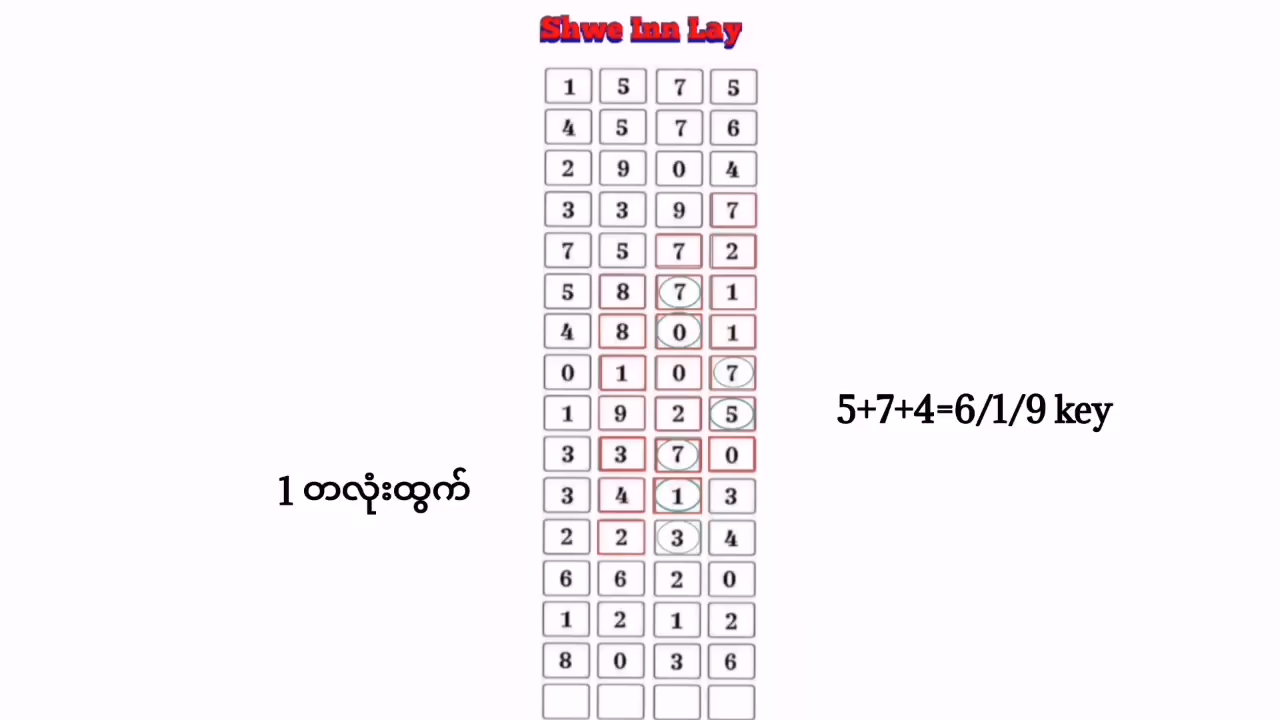 Shwe Inn Lay
1 5 7 5
4 5 7 6
2 9 0 4
3 3 9 7
7 5 7 2
5 8 7 1
4 8 0 1
0 1 0 7
1 9 2 5
5+7+4=6/1/9 key
3 3 7 0
1 တလုံးထွက်
3 4 1 3
2 2 3 4
6 6 2 0
1 2 1 2
8 0 3 6